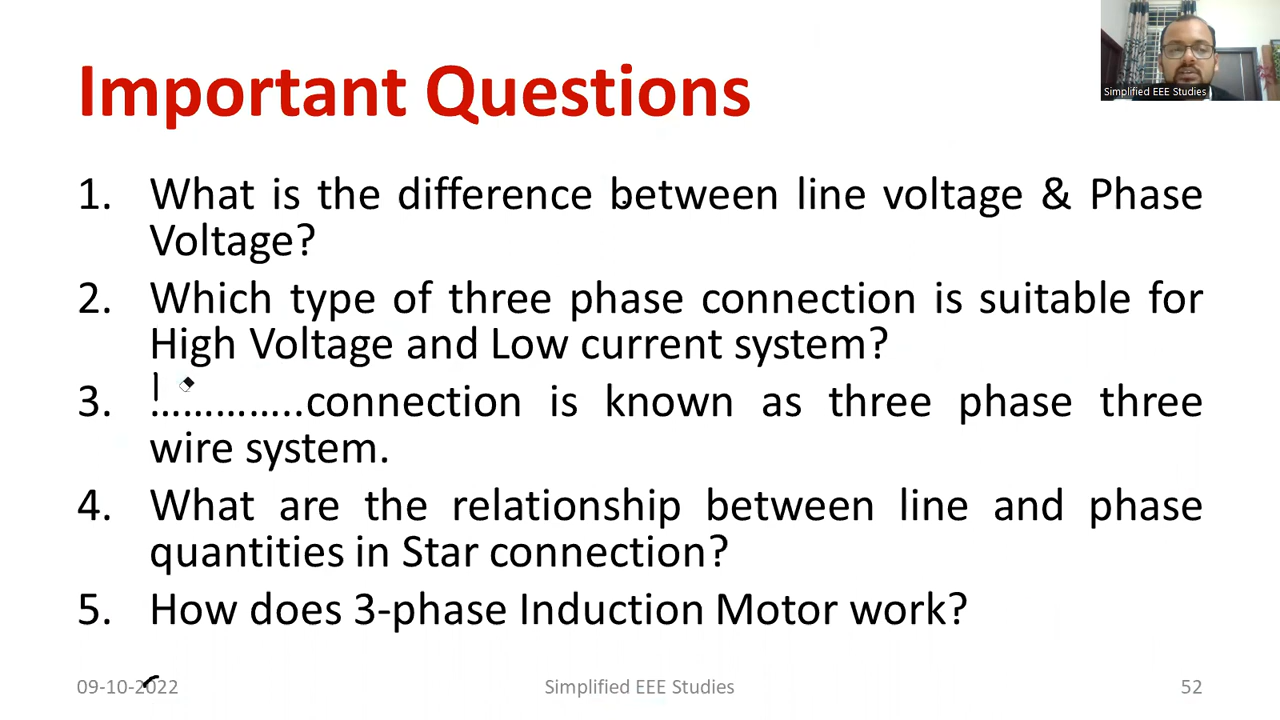 Important Questions
Simplified EEE Studies
1. What is the difference between line voltage & Phase
Voltage?
2. Which type of three phase connection is suitable for
High Voltage and Low current system?
3. ..............connection is known as three phase three
wire system.
4. What are the relationship between line and phase
quantities in Star connection?
5. How does 3-phase Induction Motor work?
09-10-2022 Simplified EEE Studies 52